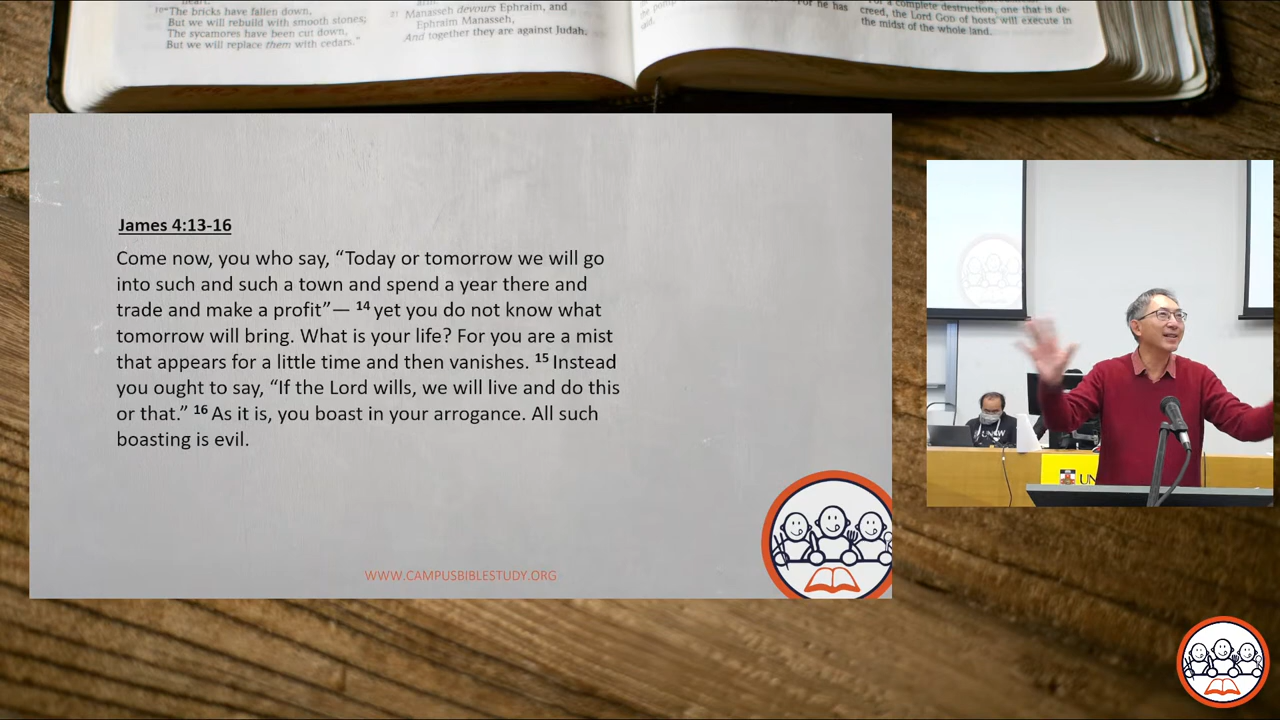 10 "The bricks have fallen down,
But we will rebuild with smooth stones;
The sycamores have been cut down,
But we will replace them with cedars."
21 Manasseh devours Ephraim, and
Ephraim Manasseh,
And together they are against Judah.
For he has
a complete destruction, one that is de-
creed, the Lord GOD of hosts will execute in
the midst of the whole land.
James 4:13-16
Come now, you who say, “Today or tomorrow we will go
into such and such a town and spend a year there and
trade and make a profit”— 14 yet you do not know what
tomorrow will bring. What is your life? For you are a mist
that appears for a little time and then vanishes. 15 Instead
you ought to say, “If the Lord wills, we will live and do this
or that.” 16 As it is, you boast in your arrogance. All such
boasting is evil.
WWW.CAMPUSBIBLESTUDY.ORG
UN